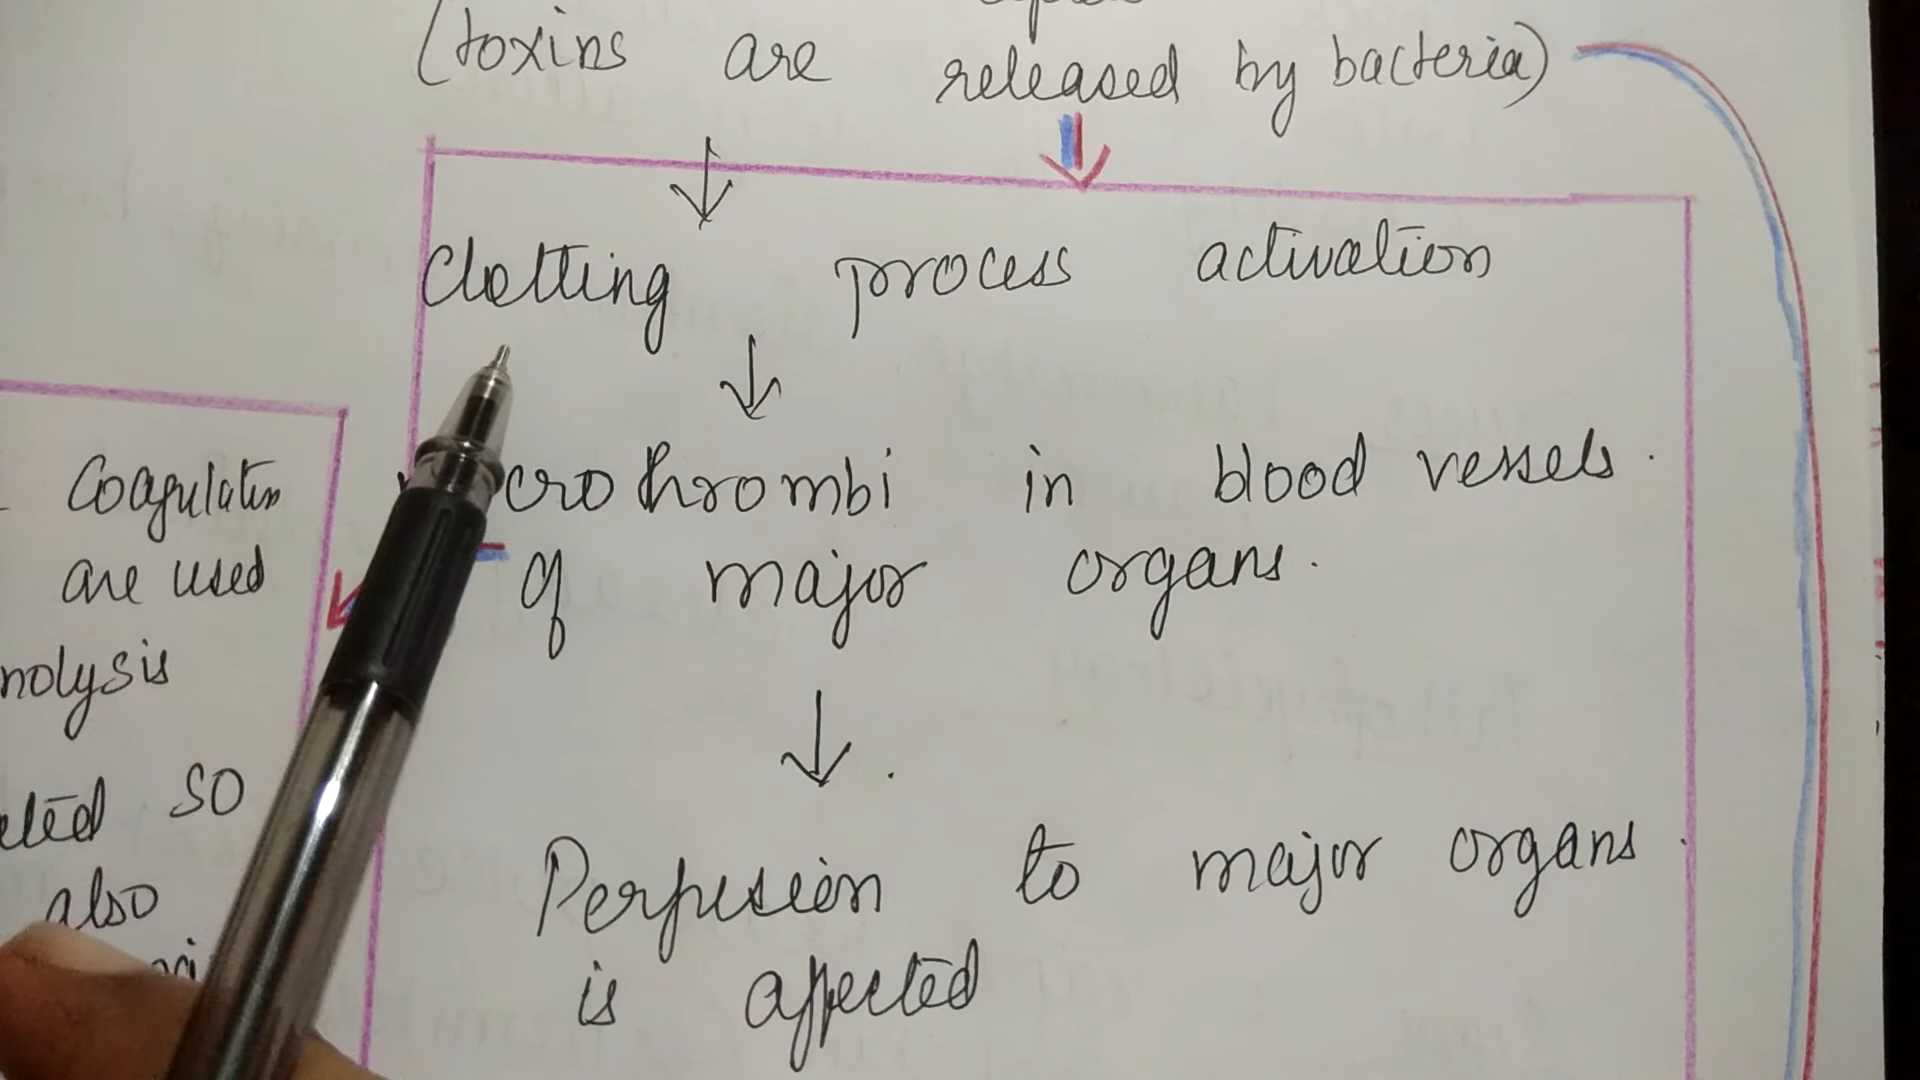 (toxins are released by bacteria)
Clotting process activation
crothrombi in blood vessels.
of major organs.
Perfusion to major organs.
is affected
Coagulation
are used
nolysis
cted so
also